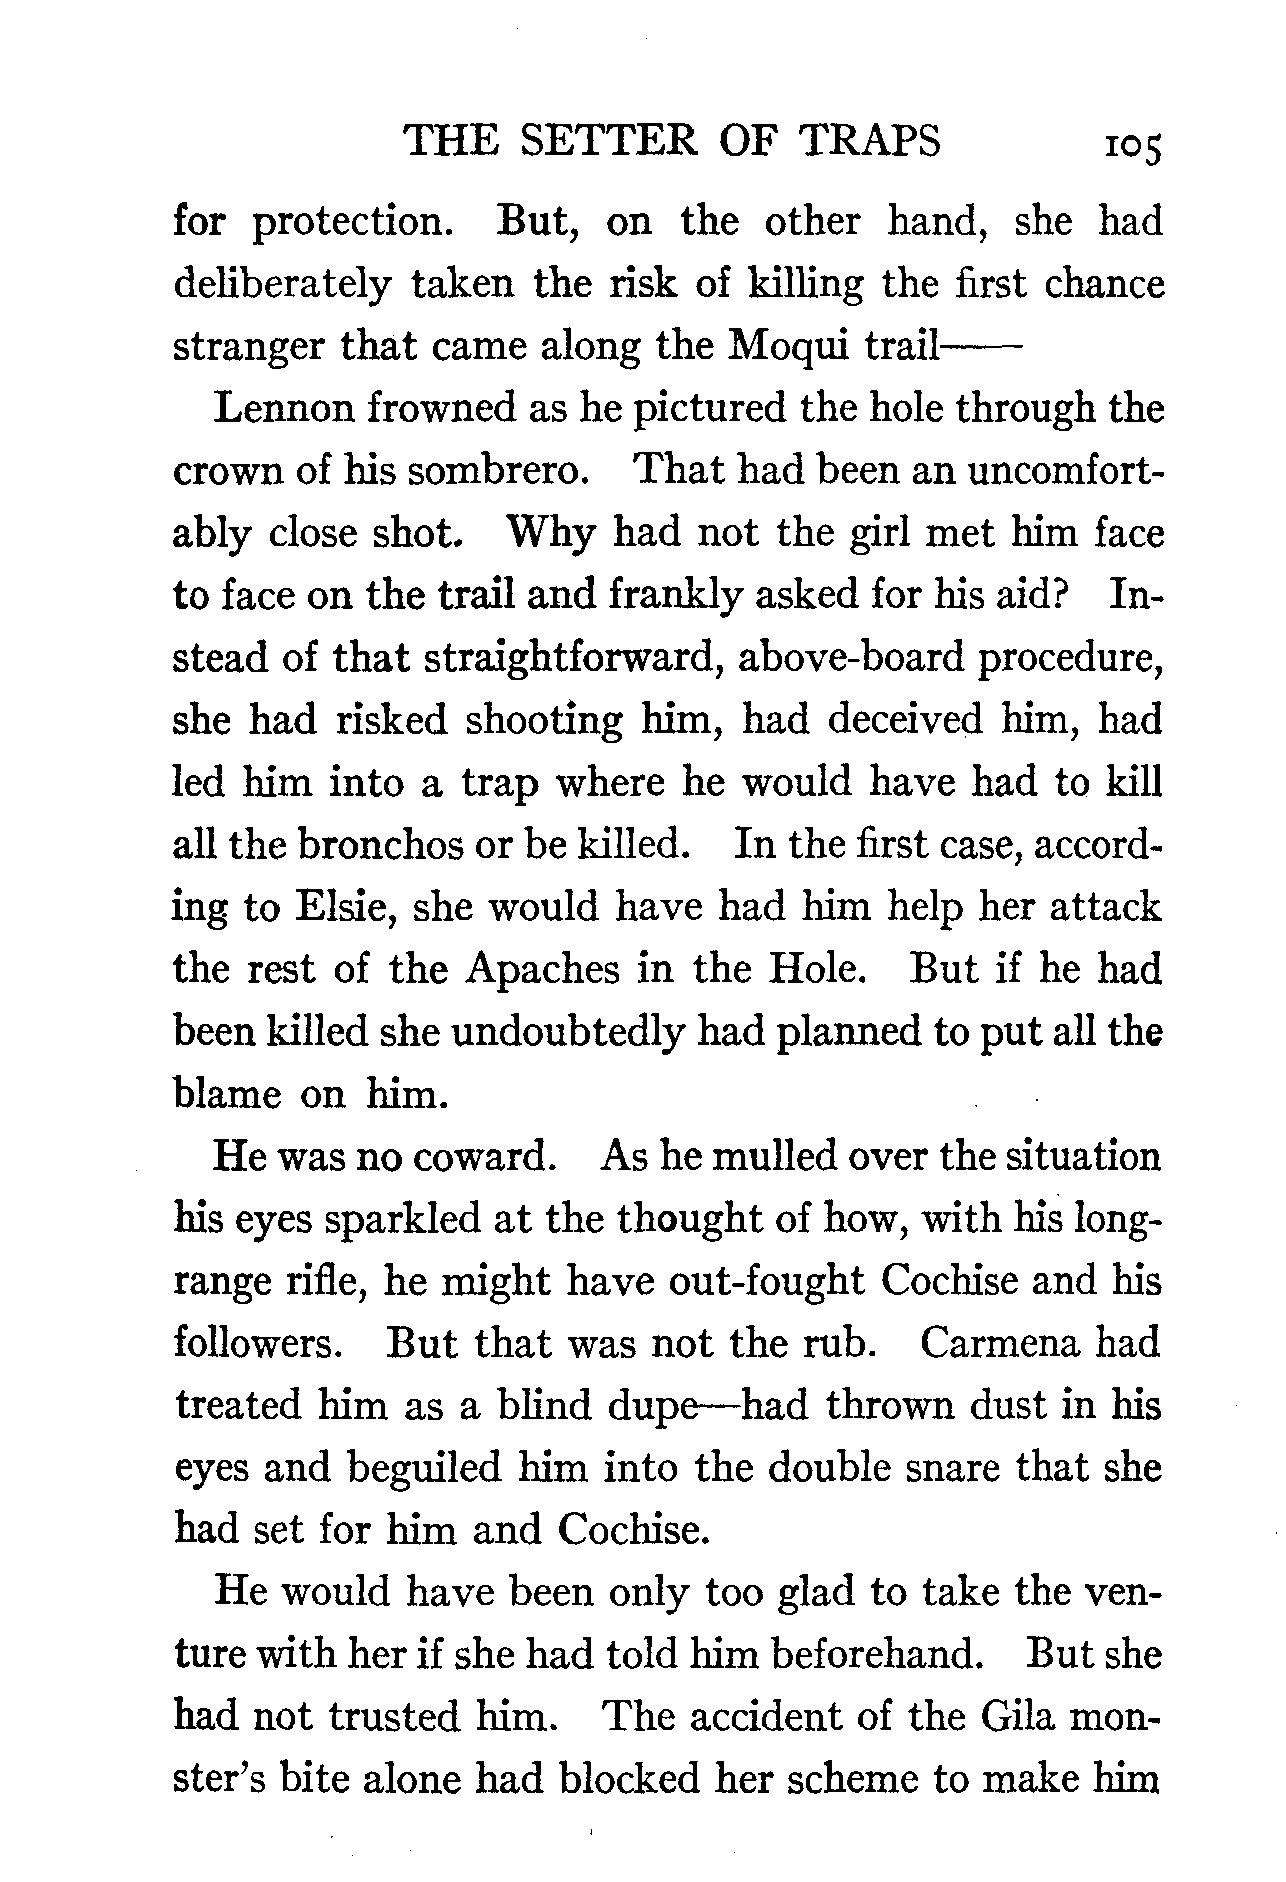 THE SETTER OF TRAPS 105
for protection. But, on the other hand, she had
deliberately taken the risk of killing the first chance
stranger that came along the Moqui trail——
Lennon frowned as he pictured the hole through the
crown of his sombrero. That had been an uncomfort-
ably close shot. Why had not the girl met him face
to face on the trail and frankly asked for his aid? In-
stead of that straightforward, above-board procedure,
she had risked shooting him, had deceived him, had
led him into a trap where he would have had to kill
all the bronchos or be killed. In the first case, accord-
ing to Elsie, she would have had him help her attack
the rest of the Apaches in the Hole. But if he had
been killed she undoubtedly had planned to put all the
blame on him.
He was no coward. As he mulled over the situation
his eyes sparkled at the thought of how, with his long-
range rifle, he might have out-fought Cochise and his
followers. But that was not the rub. Carmena had
treated him as a blind dupe—had thrown dust in his
eyes and beguiled him into the double snare that she
had set for him and Cochise.
He would have been only too glad to take the ven-
ture with her if she had told him beforehand. But she
had not trusted him. The accident of the Gila mon-
ster's bite alone had blocked her scheme to make him